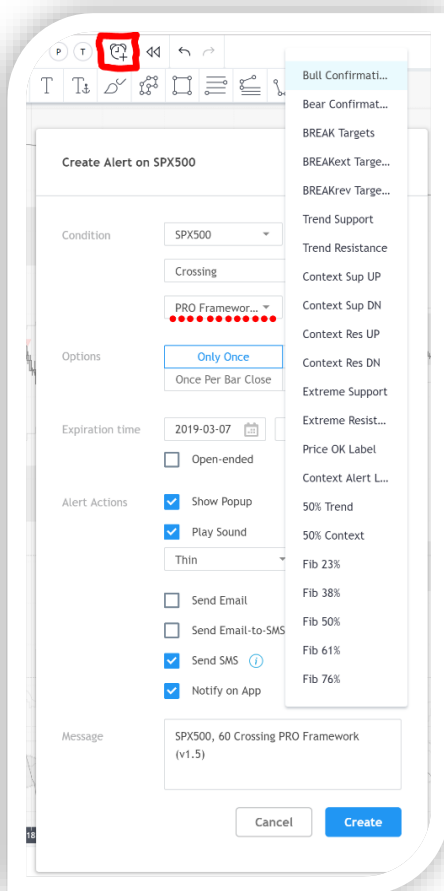 P T
T T
Bull Confirmati...
Bear Confirmat...
BREAK Targets
BREAKext Targe...
BREAKrev Targe...
Trend Support
Trend Resistance
Context Sup UP
Context Sup DN
Context Res UP
Context Res DN
Extreme Support
Extreme Resist...
Price OK Label
Context Alert L...
50% Trend
50% Context
Fib 23%
Fib 38%
Fib 50%
Fib 61%
Fib 76%
Create Alert on SPX500
Condition SPX500
Crossing
PRO Framewor...
Options Only Once
Once Per Bar Close
Expiration time 2019-03-07
Open-ended
Alert Actions Show Popup
Play Sound
Thin
Send Email
Send Email-to-SMS
Send SMS i
Notify on App
Message SPX500, 60 Crossing PRO Framework
(v1.5)
Cancel Create
18